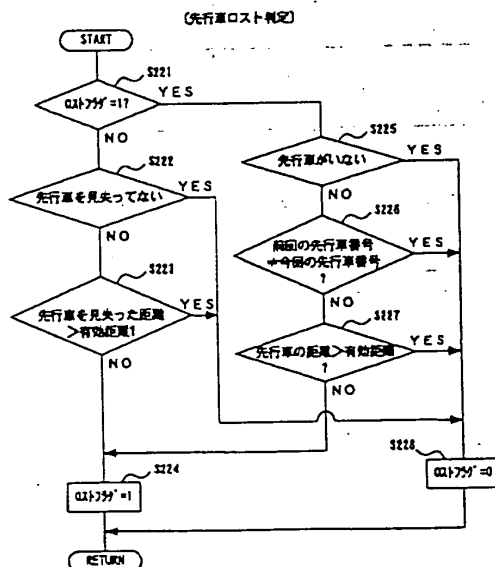 〔先行車ロスト判定〕
START
S221
ロストフラグ=1?
YES
NO
S222
先行車を見失ってない
YES
NO
S223
先行車を見失った距離
>有効距離?
YES
NO
S224
ロストフラグ=1
S225
先行車がいない
YES
NO
S226
前回の先行車番号
≠今回の先行車番号
?
YES
NO
S227
先行車の距離>有効距離
?
YES
NO
S228
ロストフラグ=0
RETURN